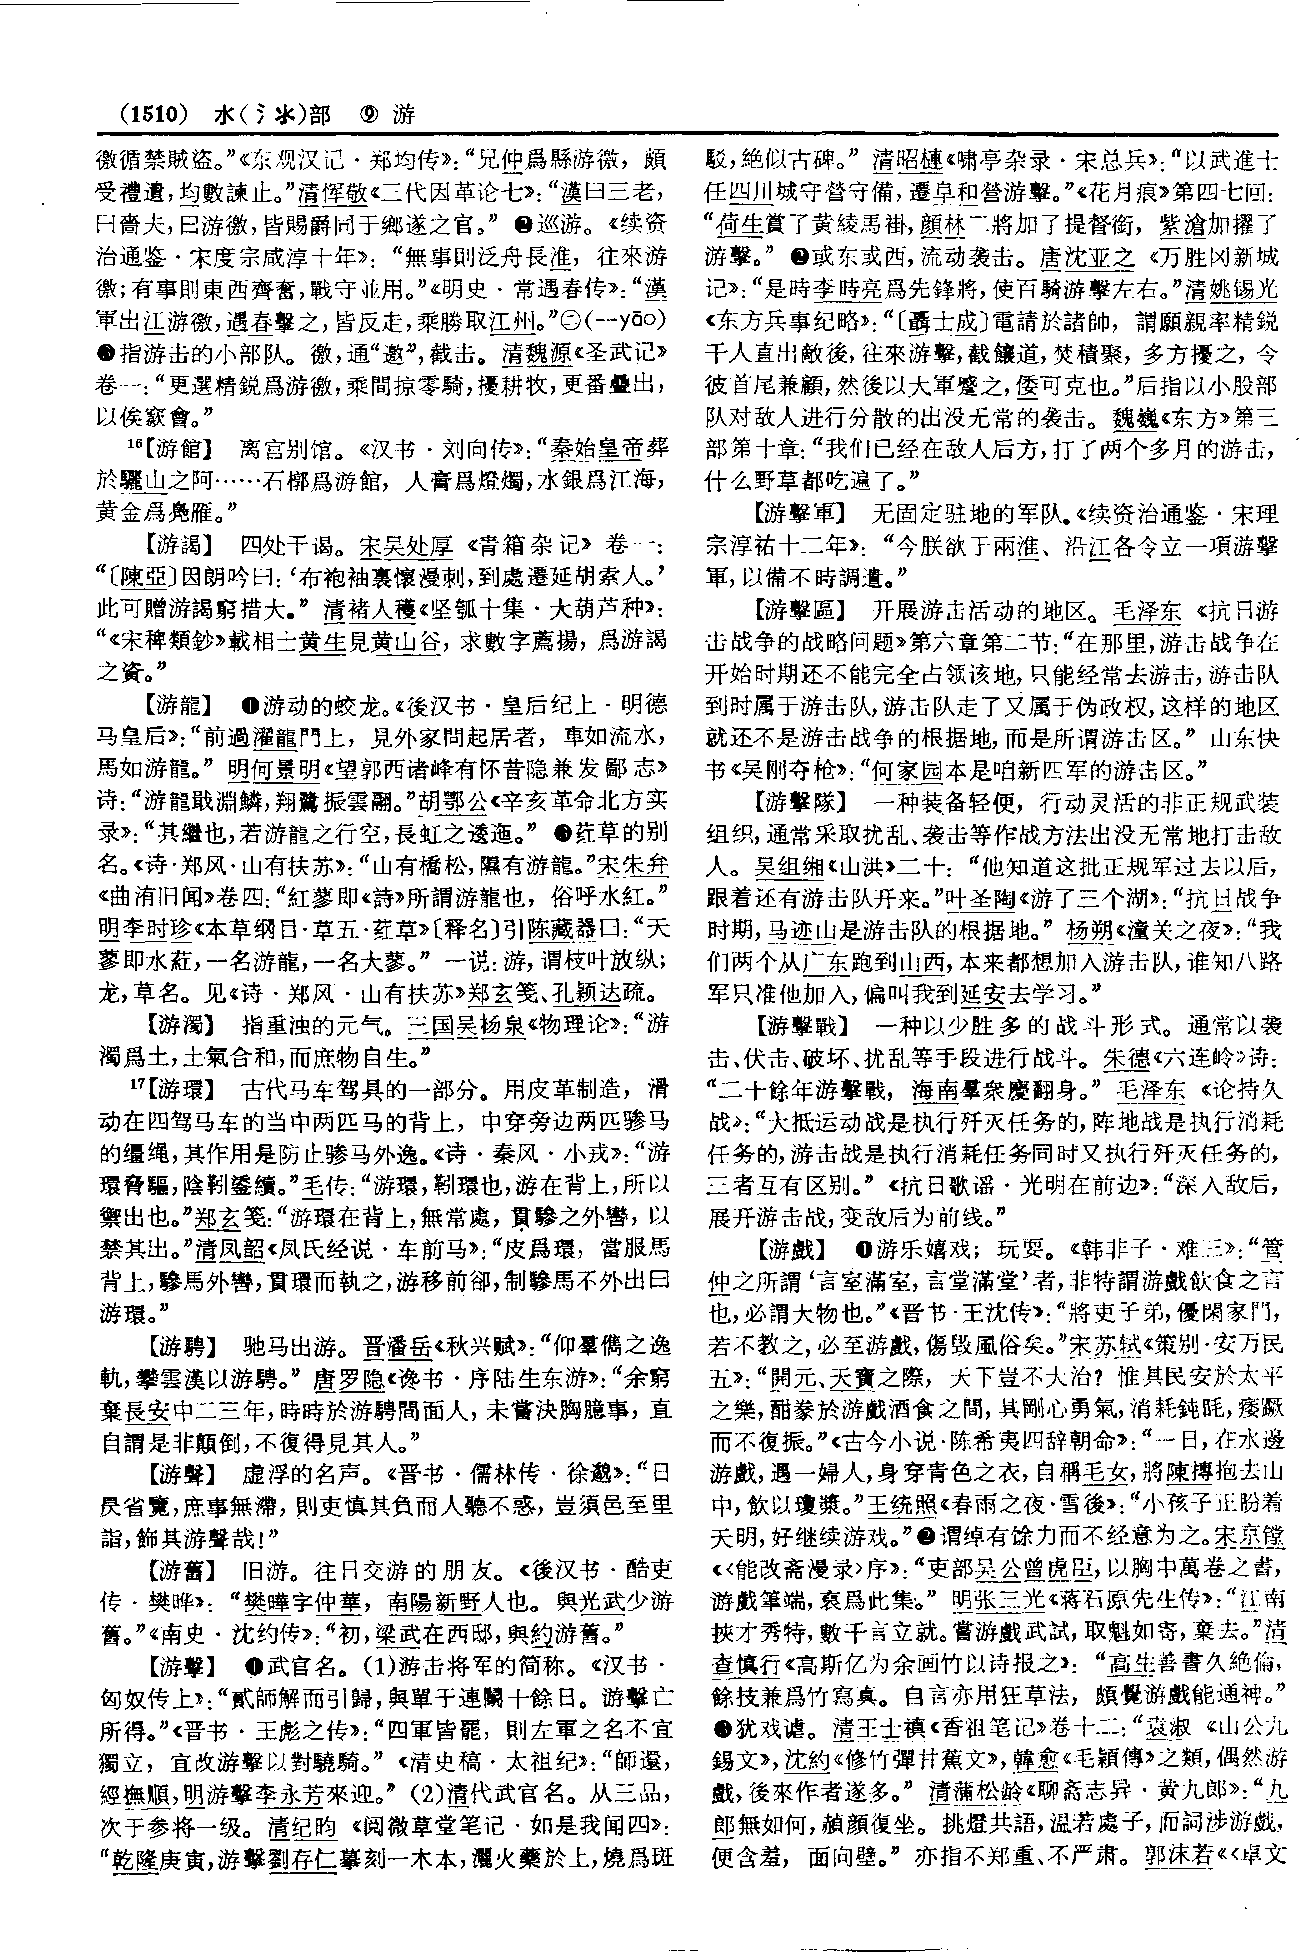 (1510) 水(氵氺)部 ⑨ 游
徼循禁賊盗。”《东观汉记·郑均传》：“兄仲爲縣游徼，頗
受禮遺，均數諫止。”清恽敬《三代因革论七》：“漢曰三老，
曰嗇夫，曰游徼，皆賜爵同于鄉遂之官。” ❷巡游。《续资
治通鉴·宋度宗咸淳十年》：“無事則泛舟長淮，往來游
徼；有事則東西齊奮，戰守並用。”《明史·常遇春传》：“漢
軍出江游徼，遇春擊之，皆反走，乘勝取江州。”㊁(--yāo)
❸指游击的小部队。徼，通“邀”，截击。清魏源《圣武记》
卷一：“更選精鋭爲游徼，乘間掠零騎，擾耕牧，更番疊出，
以俟窽會。”
16【游館】 离宫别馆。《汉书·刘向传》：“秦始皇帝葬
於驪山之阿……石槨爲游館，人膏爲燈燭，水銀爲江海，
黄金爲鳬雁。”
【游謁】 四处干谒。宋吴处厚《青箱杂记》卷一：
“〔陳亞〕因朗吟曰：‘布袍袖裏懷漫刺，到處遷延胡索人。’
此可贈游謁窮措大。” 清褚人穫《坚瓠十集·大葫芦种》：
“《宋稗類鈔》載相士黄生見黄山谷，求數字薦揚，爲游謁
之資。”
【游龍】 ❶游动的蛟龙。《後汉书·皇后纪上·明德
马皇后》：“前過濯龍門上，見外家問起居者，車如流水，
馬如游龍。” 明何景明《望郭西诸峰有怀昔隐兼发鄙志》
诗：“游龍戢淵鱗，翔鷺振雲翮。”胡鄂公《辛亥革命北方实
录》：“其繼也，若游龍之行空，長虹之逶迤。” ❷荭草的别
名。《诗·郑风·山有扶苏》：“山有橋松，隰有游龍。”宋朱弁
《曲洧旧闻》卷四：“紅蓼即《詩》所謂游龍也，俗呼水紅。”
明李时珍《本草纲目·草五·荭草》〔释名〕引陈藏器曰：“天
蓼即水葒，一名游龍，一名大蓼。” 一说：游，谓枝叶放纵；
龙，草名。见《诗·郑风·山有扶苏》郑玄笺、孔颖达疏。
【游濁】 指重浊的元气。三国吴杨泉《物理论》：“游
濁爲土，土氣合和，而庶物自生。”
17【游環】 古代马车驾具的一部分。用皮革制造，滑
动在四驾马车的当中两匹马的背上，中穿旁边两匹骖马
的缰绳，其作用是防止骖马外逸。《诗·秦风·小戎》：“游
環脅驅，陰靷鋈續。”毛传：“游環，靷環也，游在背上，所以
禦出也。”郑玄笺：“游環在背上，無常處，貫驂之外轡，以
禁其出。”清凤韶《凤氏经说·车前马》：“皮爲環，當服馬
背上，驂馬外轡，貫環而執之，游移前卻，制驂馬不外出曰
游環。”
【游騁】 驰马出游。晋潘岳《秋兴赋》：“仰羣儁之逸
軌，攀雲漢以游騁。” 唐罗隐《谗书·序陆生东游》：“余窮
棄長安中二三年，時時於游騁間面人，未嘗決胸臆事，直
自謂是非顛倒，不復得見其人。”
【游聲】 虚浮的名声。《晋书·儒林传·徐邈》：“日
昃省覽，庶事無滯，則吏慎其負而人聽不惑，豈須邑至里
詣，飾其游聲哉！”
【游舊】 旧游。往日交游的朋友。《後汉书·酷吏
传·樊晔》：“樊曄字仲華，南陽新野人也。與光武少游
舊。”《南史·沈约传》：“初，梁武在西邸，與約游舊。”
【游擊】 ❶武官名。(1)游击将军的简称。《汉书·
匈奴传上》：“貳師解而引歸，與單于連鬭十餘日。游擊亡
所得。”《晋书·王彪之传》：“四軍皆罷，則左軍之名不宜
獨立，宜改游擊以對驍騎。” 《清史稿·太祖纪》：“師還，
經撫順，明游擊李永芳來迎。” (2)清代武官名。从三品，
次于参将一级。清纪昀《阅微草堂笔记·如是我闻四》：
“乾隆庚寅，游擊劉存仁摹刻一木本，灑火藥於上，燒爲斑
駁，絶似古碑。” 清昭槤《啸亭杂录·宋总兵》：“以武進士
任四川城守營守備，遷阜和營游擊。”《花月痕》第四七回：
“荷生賞了黄綾馬褂，顔林二將加了提督銜，紫滄加擢了
游擊。” ❷或东或西，流动袭击。唐沈亚之《万胜冈新城
记》：“是時李時亮爲先鋒將，使百騎游擊左右。”清姚锡光
《东方兵事纪略》：“〔聶士成〕電請於諸帥，謂願親率精鋭
千人直出敵後，往來游擊，截饟道，焚積聚，多方擾之，令
彼首尾兼顧，然後以大軍蹙之，倭可克也。”后指以小股部
队对敌人进行分散的出没无常的袭击。魏巍《东方》第三
部第十章：“我们已经在敌人后方，打了两个多月的游击，
什么野草都吃遍了。”
【游擊軍】 无固定驻地的军队。《续资治通鉴·宋理
宗淳祐十二年》：“今朕欲于兩淮、沿江各令立一項游擊
軍，以備不時調遣。”
【游擊區】 开展游击活动的地区。毛泽东《抗日游
击战争的战略问题》第六章第二节：“在那里，游击战争在
开始时期还不能完全占领该地，只能经常去游击，游击队
到时属于游击队，游击队走了又属于伪政权，这样的地区
就还不是游击战争的根据地，而是所谓游击区。” 山东快
书《吴刚夺枪》：“何家园本是咱新四军的游击区。”
【游擊隊】 一种装备轻便，行动灵活的非正规武装
组织，通常采取扰乱、袭击等作战方法出没无常地打击敌
人。吴组缃《山洪》二十：“他知道这批正规军过去以后，
跟着还有游击队开来。”叶圣陶《游了三个湖》：“抗日战争
时期，马迹山是游击队的根据地。” 杨朔《潼关之夜》：“我
们两个从广东跑到山西，本来都想加入游击队，谁知八路
军只准他加入，偏叫我到延安去学习。”
【游擊戰】 一种以少胜多的战斗形式。通常以袭
击、伏击、破坏、扰乱等手段进行战斗。朱德《六连岭》诗：
“二十餘年游擊戰，海南羣衆慶翻身。” 毛泽东《论持久
战》：“大抵运动战是执行歼灭任务的，阵地战是执行消耗
任务的，游击战是执行消耗任务同时又执行歼灭任务的，
三者互有区别。” 《抗日歌谣·光明在前边》：“深入敌后，
展开游击战，变敌后为前线。”
【游戲】 ❶游乐嬉戏；玩耍。《韩非子·难三》：“管
仲之所謂‘言室滿室，言堂滿堂’者，非特謂游戲飲食之言
也，必謂大物也。”《晋书·王沈传》：“將吏子弟，優閑家門，
若不教之，必至游戲，傷毁風俗矣。”宋苏轼《策别·安万民
五》：“開元、天寶之際，天下豈不大治？惟其民安於太平
之樂，酣豢於游戲酒食之間，其剛心勇氣，消耗鈍眊，痿蹶
而不復振。”《古今小说·陈希夷四辞朝命》：“一日，在水邊
游戲，遇一婦人，身穿青色之衣，自稱毛女，將陳摶抱去山
中，飲以瓊漿。”王统照《春雨之夜·雪後》：“小孩子正盼着
天明，好继续游戏。”❷谓绰有馀力而不经意为之。宋京镗
《〈能改斋漫录〉序》：“吏部吴公曾虎臣，以胸中萬卷之書，
游戲筆端，裒爲此集。” 明张三光《蒋石原先生传》：“江南
挾才秀特，數千言立就。嘗游戲武試，取魁如寄，棄去。”清
查慎行《高斯亿为余画竹以诗报之》：“高生善書久絶倫，
餘技兼爲竹寫真。自言亦用狂草法，頗覺游戲能通神。”
❸犹戏谑。清王士禛《香祖笔记》卷十二：“袁淑《山公九
錫文》，沈約《修竹彈甘蕉文》，韓愈《毛穎傳》之類，偶然游
戲，後來作者遂多。” 清蒲松龄《聊斋志异·黄九郎》：“九
郎無如何，赬顔復坐。挑燈共語，温若處子，而詞涉游戲，
便含羞，面向壁。” 亦指不郑重、不严肃。郭沫若《〈卓文